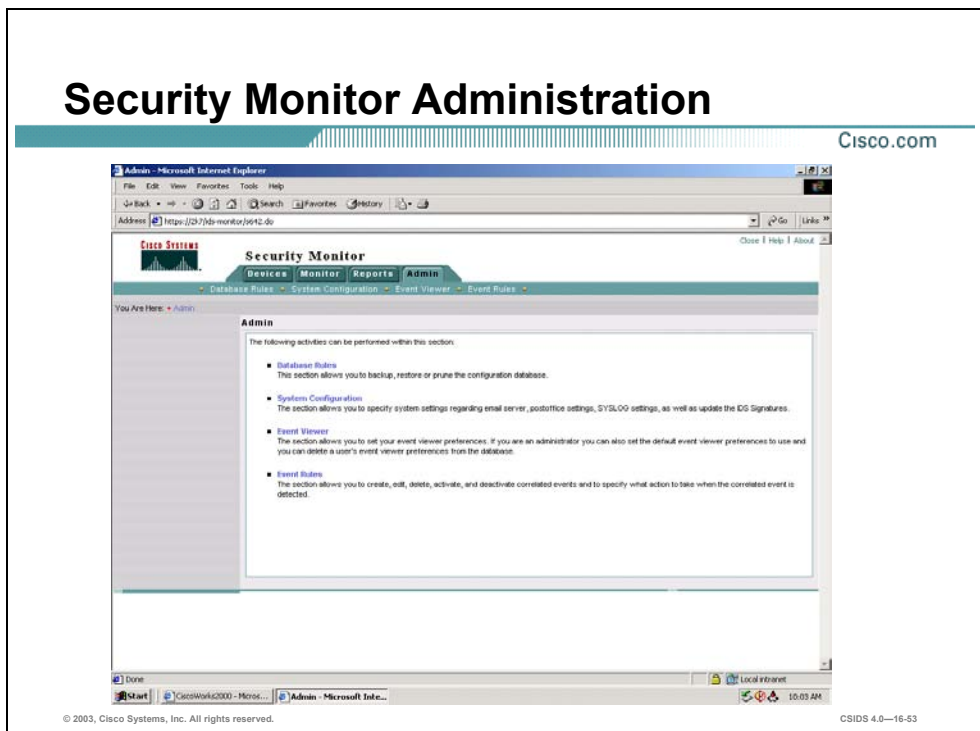 Security Monitor Administration
Cisco.com
Admin - Microsoft Internet Explorer
File Edit View Favorites Tools Help
Back Search Favorites History
Address https://2k7/ids-monitor/s642.do Go Links »
CISCO SYSTEMS
Close | Help | About
Security Monitor
Devices Monitor Reports Admin
Database Rules System Configuration Event Viewer Event Rules
You Are Here: Admin
Admin
The following activities can be performed within this section:
Database Rules
This section allows you to backup, restore or prune the configuration database.
System Configuration
The section allows you to specify system settings regarding email server, postoffice settings, SYSLOG settings, as well as update the IDS Signatures.
Event Viewer
The section allows you to set your event viewer preferences. If you are an administrator you can also set the default event viewer preferences to use and
you can delete a user's event viewer preferences from the database.
Event Rules
The section allows you to create, edit, delete, activate, and deactivate correlated events and to specify what action to take when the correlated event is
detected.
Done
Local intranet
Start CiscoWorks2000 - Micros... Admin - Microsoft Inte... 10:03 AM
© 2003, Cisco Systems, Inc. All rights reserved.
CSIDS 4.0—16-53